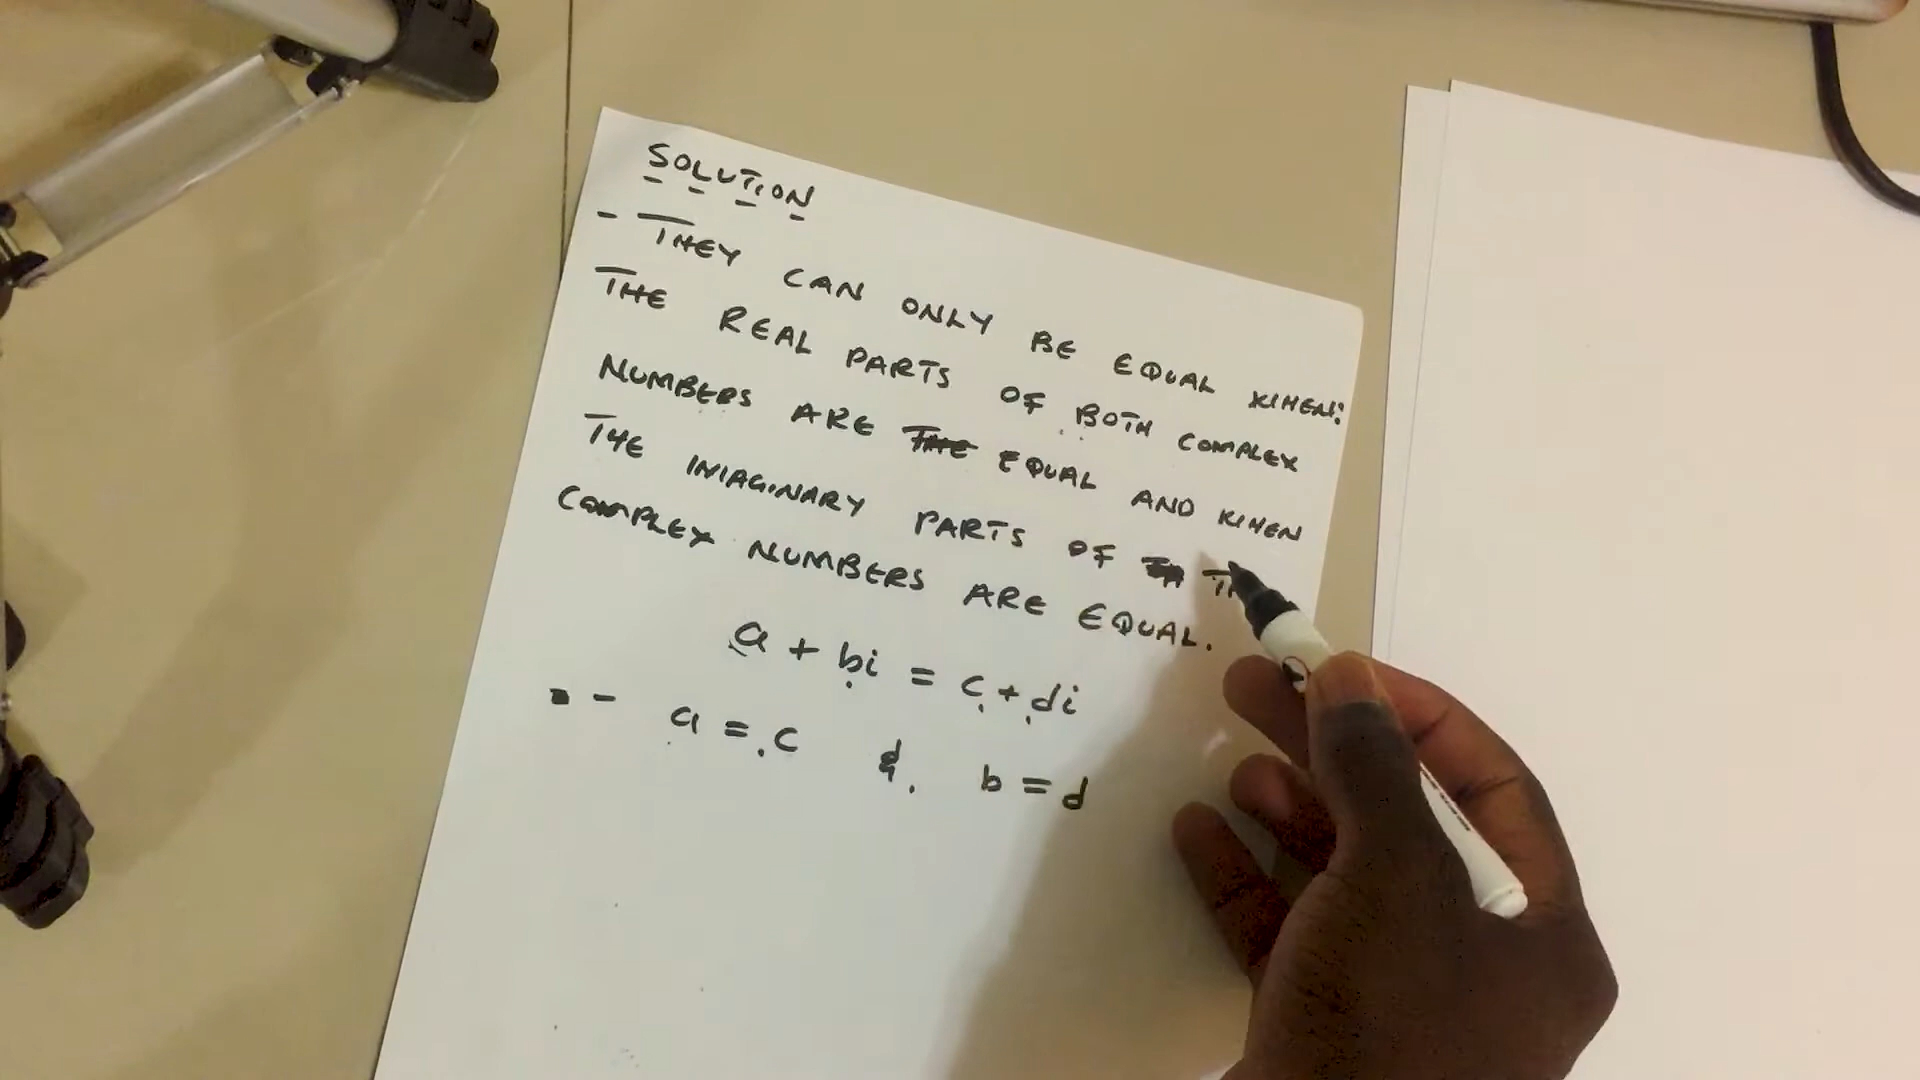 SOLUTION
- THEY CAN ONLY BE EQUAL WHEN:
THE REAL PARTS OF BOTH COMPLEX
NUMBERS ARE EQUAL AND WHEN
THE IMAGINARY PARTS OF
COMPLEX NUMBERS ARE EQUAL.
a + bi = c + di
- a = c & b = d